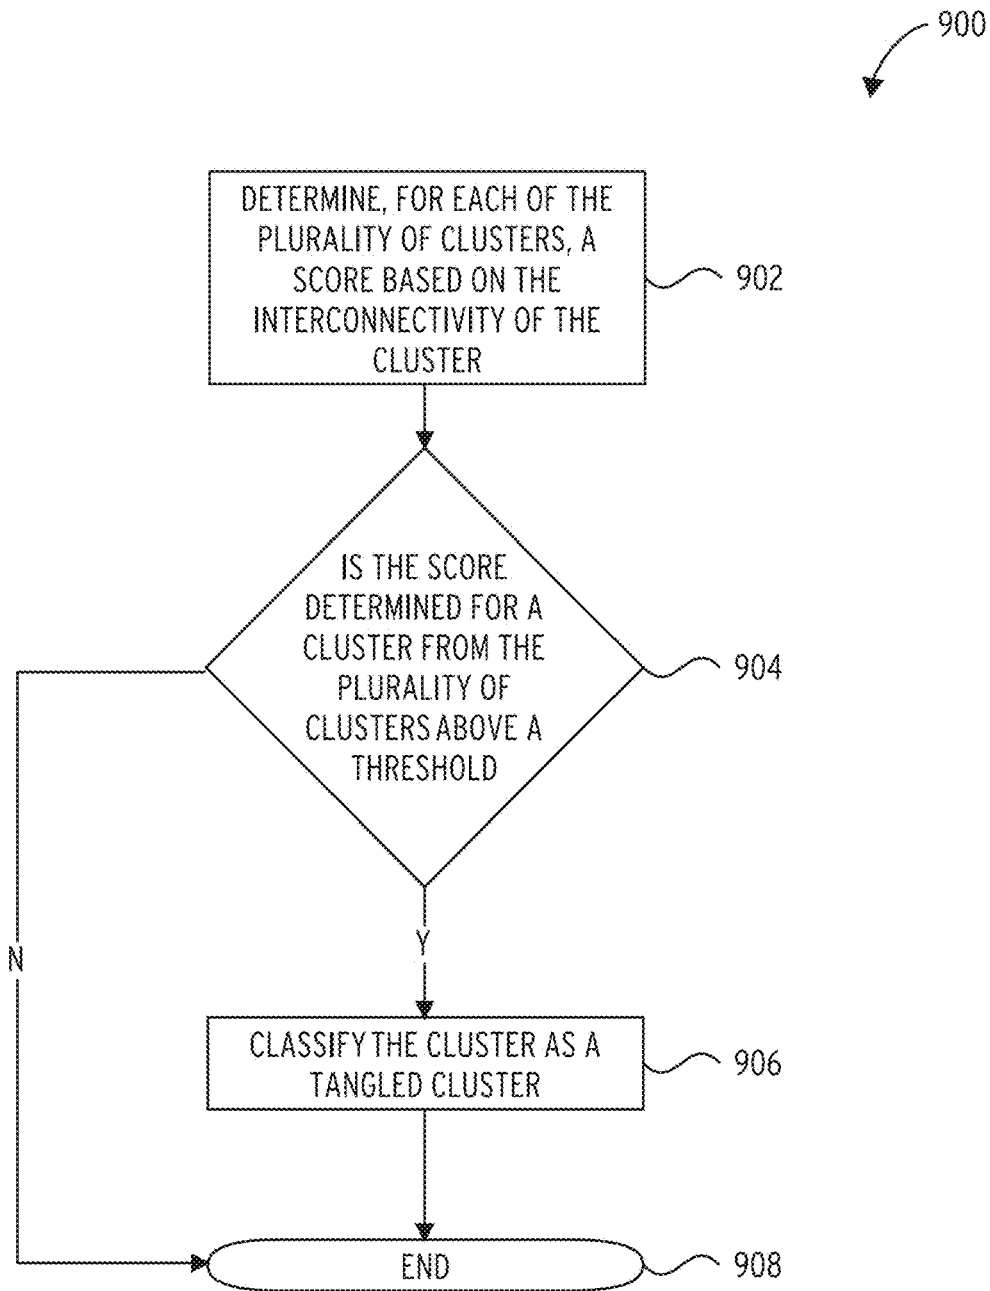 900
DETERMINE, FOR EACH OF THE
PLURALITY OF CLUSTERS, A
SCORE BASED ON THE
INTERCONNECTIVITY OF THE
CLUSTER
902
IS THE SCORE
DETERMINED FOR A
CLUSTER FROM THE
PLURALITY OF
CLUSTERS ABOVE A
THRESHOLD
904
Y
N
CLASSIFY THE CLUSTER AS A
TANGLED CLUSTER
906
END
908